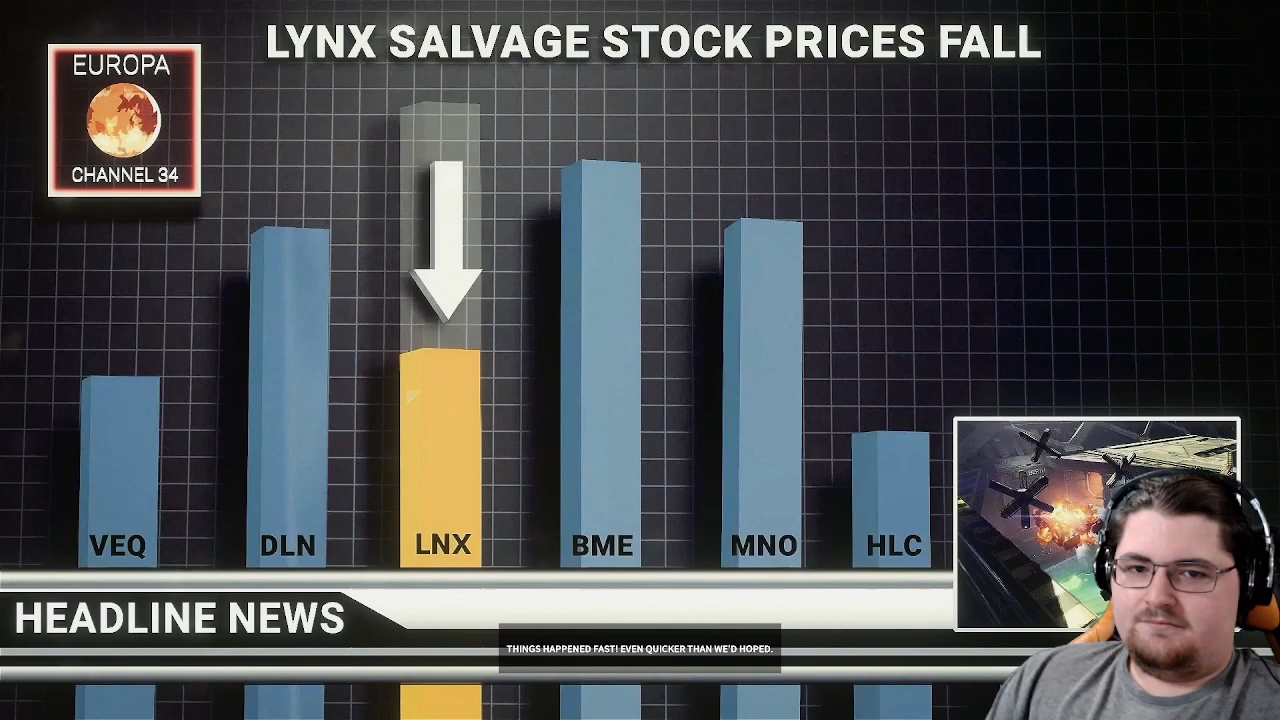 LYNX SALVAGE STOCK PRICES FALL
EUROPA
CHANNEL 34
VEQ
DLN
LNX
BME
MNO
HLC
HEADLINE NEWS
THINGS HAPPENED FAST! EVEN QUICKER THAN WE'D HOPED.